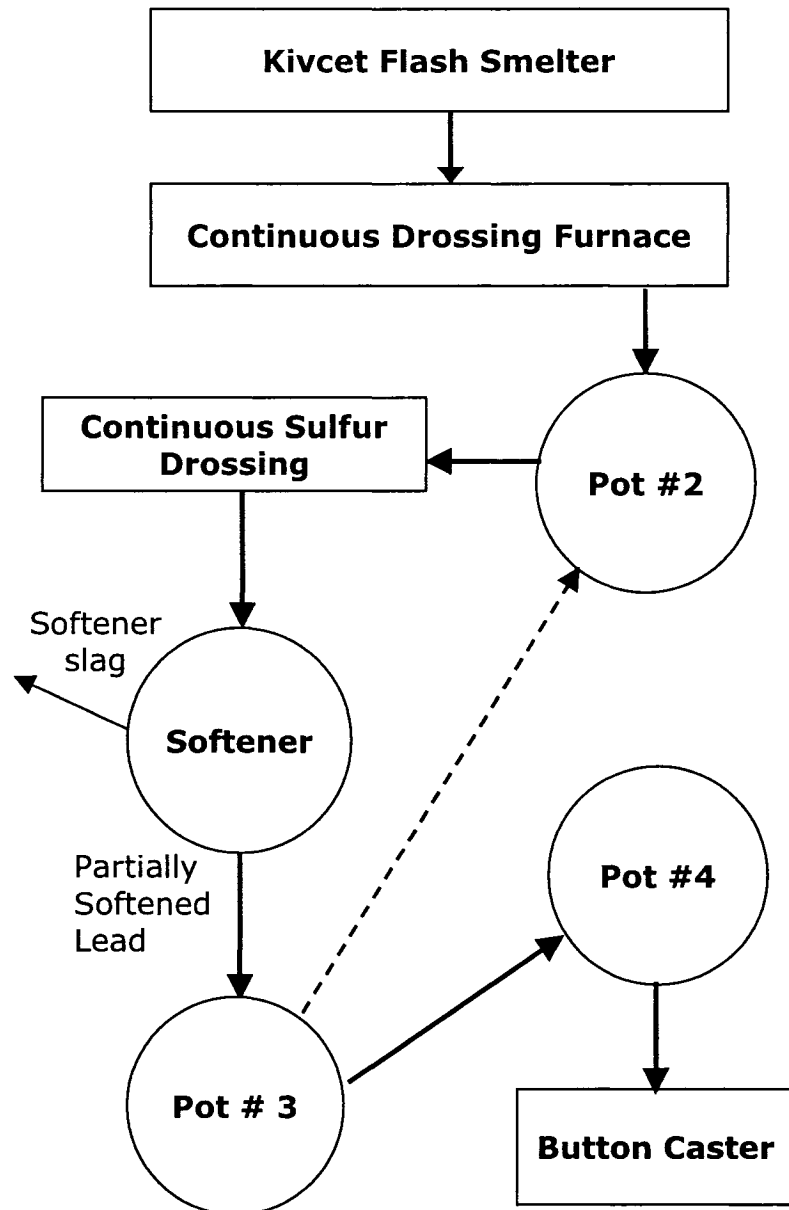 Kivcet Flash Smelter
Continuous Drossing Furnace
Continuous Sulfur
Drossing
Pot #2
Softener
slag
Softener
Partially
Softened
Lead
Pot #4
Pot # 3
Button Caster